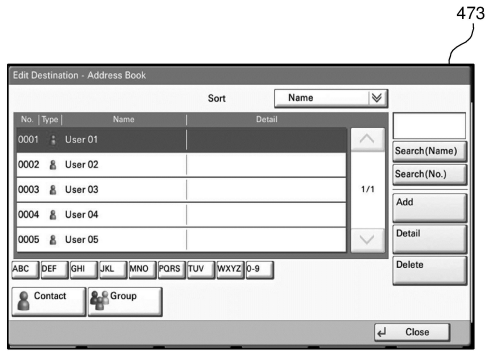 473
Edit Destination - Address Book
Sort Name
No. Type Name Detail
0001 User 01
0002 User 02
0003 User 03
0004 User 04
0005 User 05
1/1
Search(Name)
Search(No.)
Add
Detail
Delete
ABC DEF GHI JKL MNO PQRS TUV WXYZ 0-9
Contact Group
Close